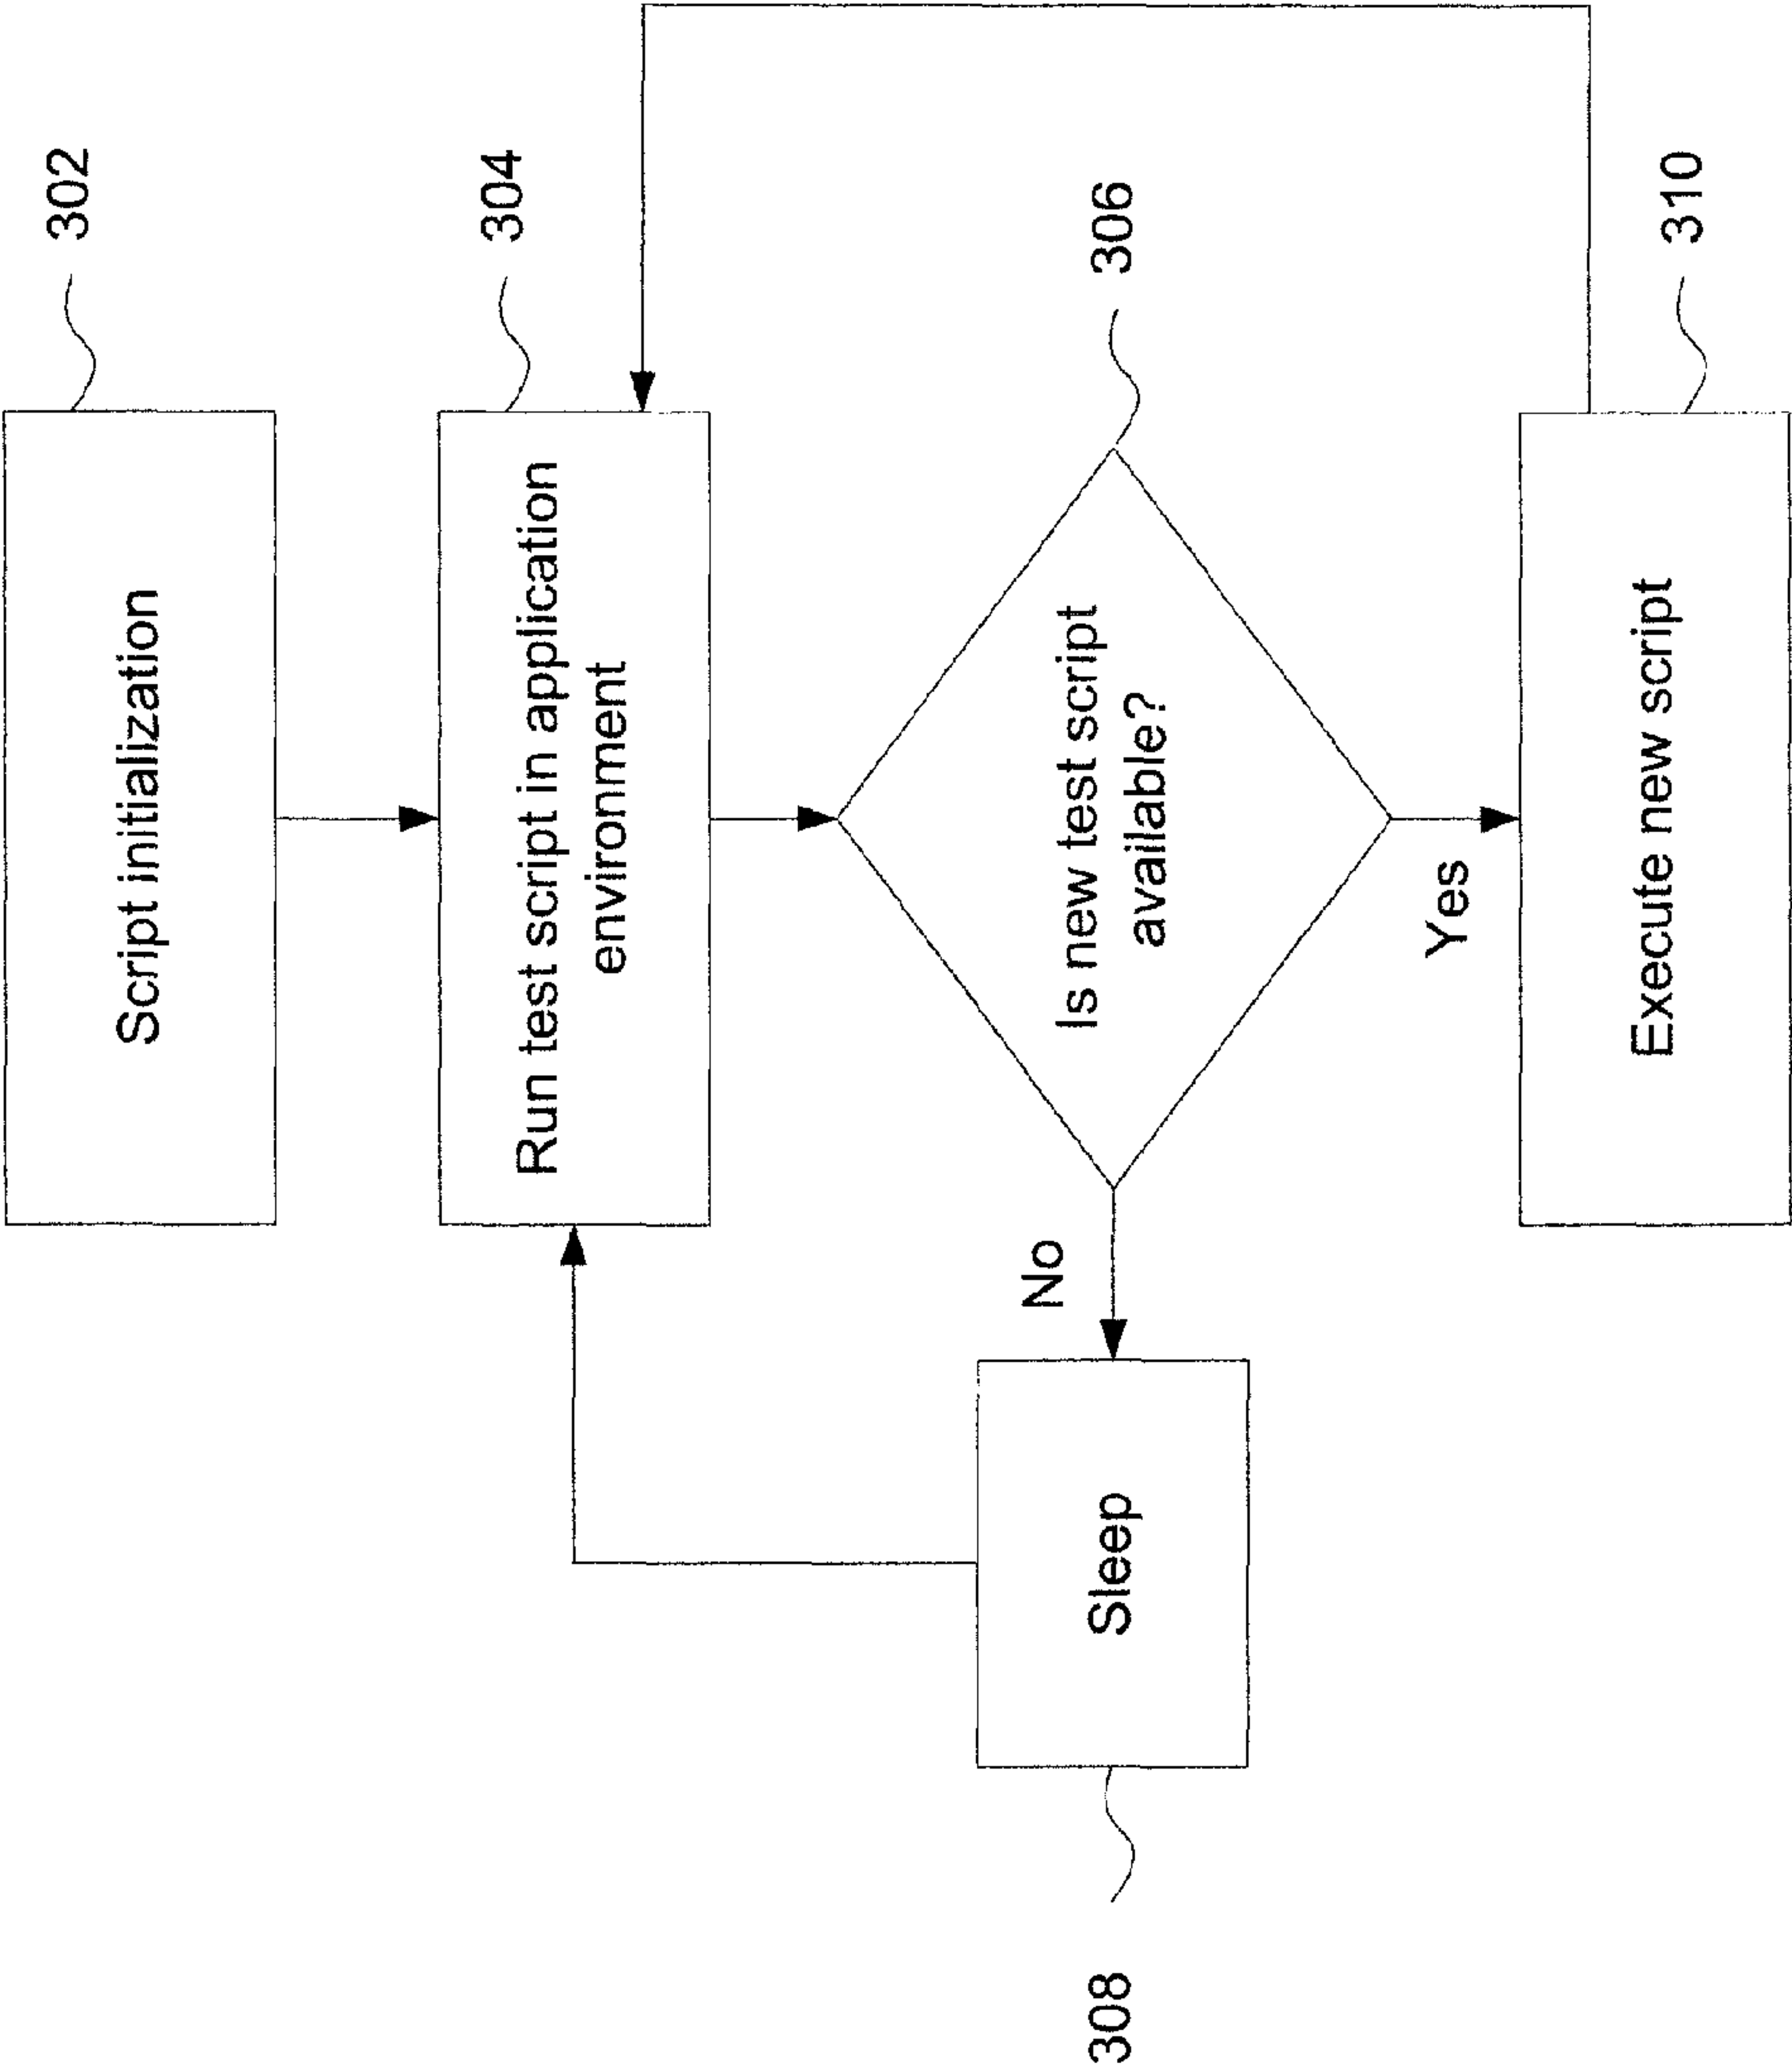 302
Script initialization
304
Run test script in application
environment
306
Is new test script
available?
No
Sleep
308
Yes
310
Execute new script